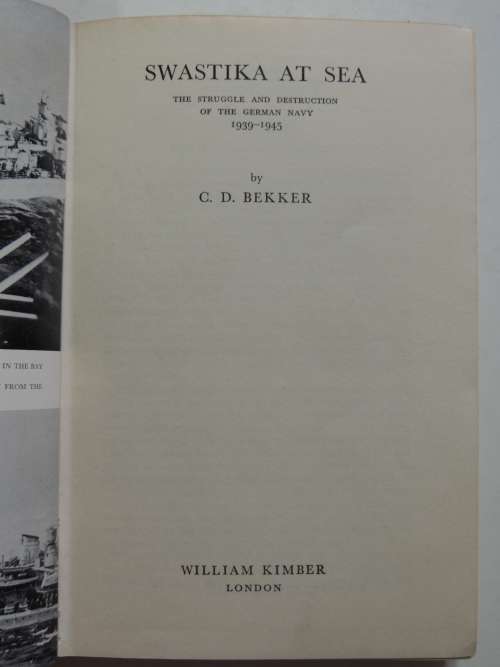 IN THE BAY
FROM THE
SWASTIKA AT SEA
THE STRUGGLE AND DESTRUCTION
OF THE GERMAN NAVY
1939–1945
by
C. D. BEKKER
WILLIAM KIMBER
LONDON